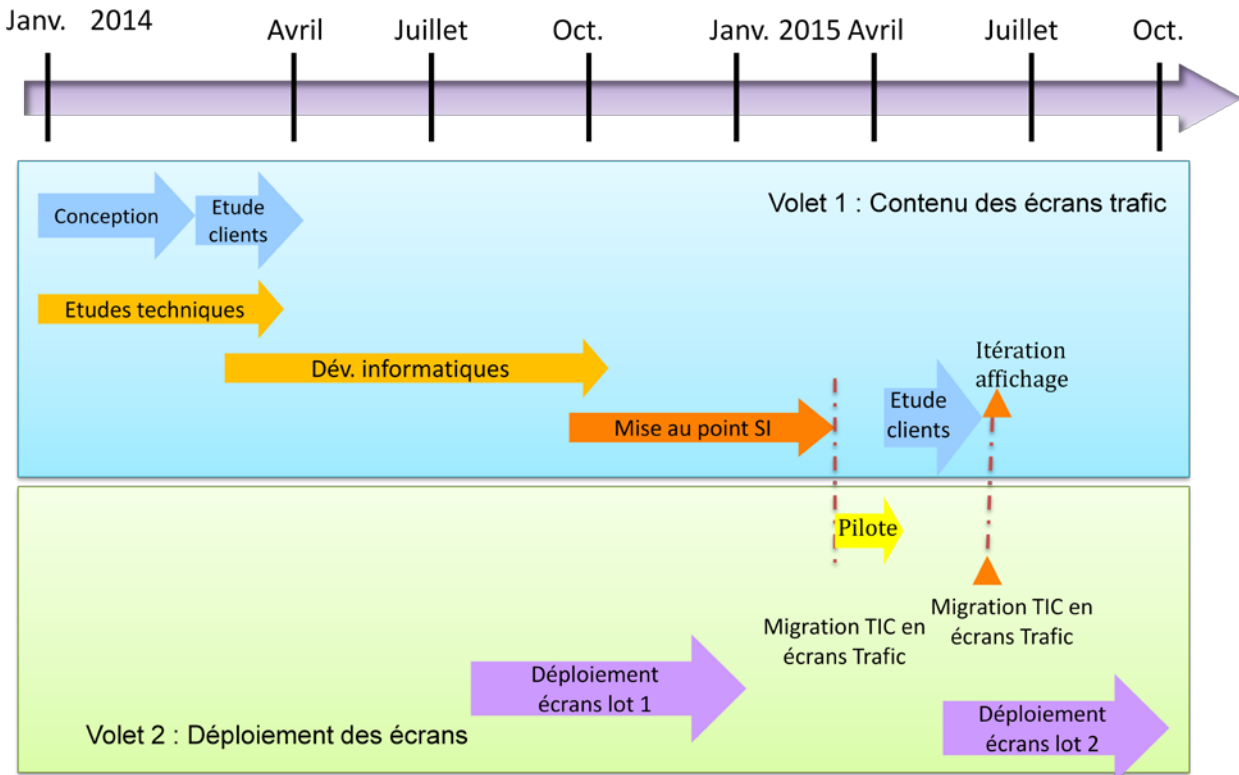 Janv. 2014
Avril
Juillet
Oct.
Janv. 2015
Avril
Juillet
Oct.
Volet 1 : Contenu des écrans trafic
Conception
Etude
clients
Etudes techniques
Dév. informatiques
Itération
affichage
Mise au point SI
Etude
clients
Pilote
Migration TIC en
écrans Trafic
Migration TIC en
écrans Trafic
Déploiement
écrans lot 1
Déploiement
écrans lot 2
Volet 2 : Déploiement des écrans